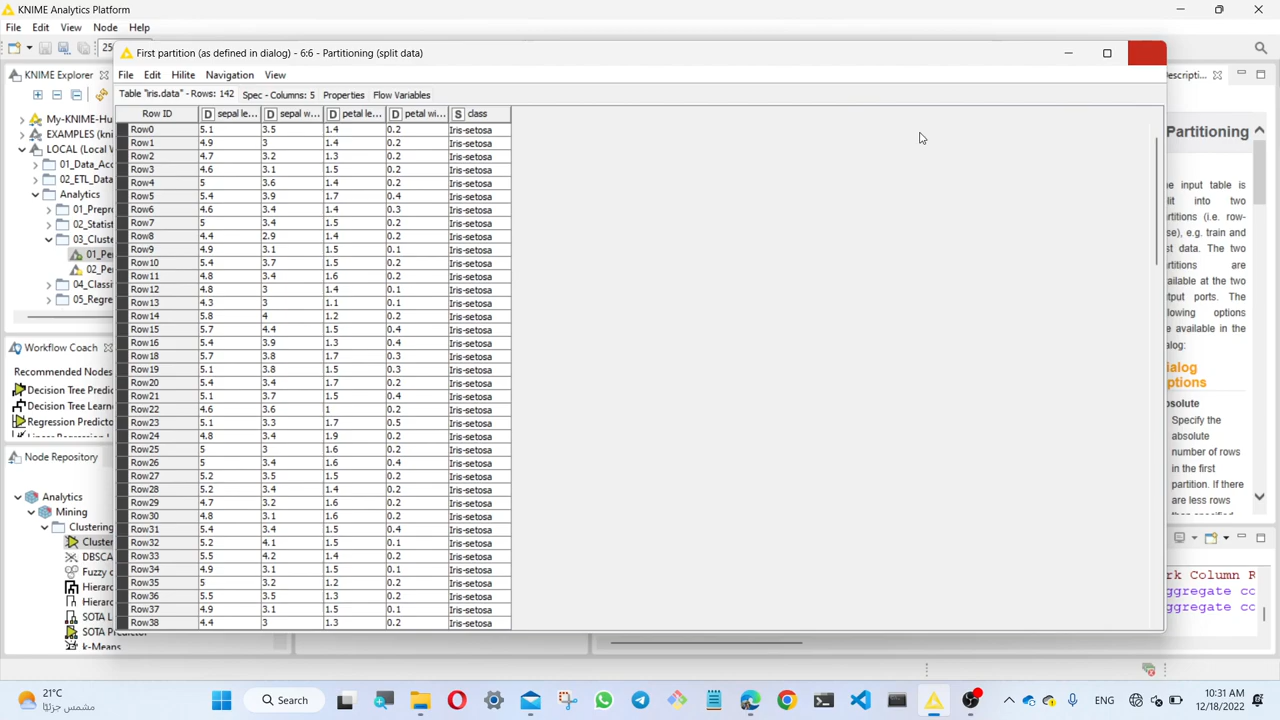 KNIME Analytics Platform
File Edit View Node Help
25
KNIME Explorer
My-KNIME-Hu
EXAMPLES (kni
LOCAL (Local W
01_Data_Acc
02_ETL_Data
Analytics
01_Prepr
02_Statist
03_Cluste
01_Pe
02_Pe
04_Classi
05_Regre
Workflow Coach
Recommended Nodes
Decision Tree Predic
Decision Tree Learne
Regression Predicto
Node Repository
Analytics
Mining
Clustering
Cluster
DBSCA
Fuzzy c
Hierarc
Hierarc
SOTA L
SOTA Predictor
k-Means
First partition (as defined in dialog) - 6:6 - Partitioning (split data)
File Edit Hilite Navigation View
Table "iris.data" - Rows: 142 Spec - Columns: 5 Properties Flow Variables
Row ID D sepal le... D sepal w... D petal le... D petal wi... S class
Row0 5.1 3.5 1.4 0.2 Iris-setosa
Row1 4.9 3 1.4 0.2 Iris-setosa
Row2 4.7 3.2 1.3 0.2 Iris-setosa
Row3 4.6 3.1 1.5 0.2 Iris-setosa
Row4 5 3.6 1.4 0.2 Iris-setosa
Row5 5.4 3.9 1.7 0.4 Iris-setosa
Row6 4.6 3.4 1.4 0.3 Iris-setosa
Row7 5 3.4 1.5 0.2 Iris-setosa
Row8 4.4 2.9 1.4 0.2 Iris-setosa
Row9 4.9 3.1 1.5 0.1 Iris-setosa
Row10 5.4 3.7 1.5 0.2 Iris-setosa
Row11 4.8 3.4 1.6 0.2 Iris-setosa
Row12 4.8 3 1.4 0.1 Iris-setosa
Row13 4.3 3 1.1 0.1 Iris-setosa
Row14 5.8 4 1.2 0.2 Iris-setosa
Row15 5.7 4.4 1.5 0.4 Iris-setosa
Row16 5.4 3.9 1.3 0.4 Iris-setosa
Row18 5.7 3.8 1.7 0.3 Iris-setosa
Row19 5.1 3.8 1.5 0.3 Iris-setosa
Row20 5.4 3.4 1.7 0.2 Iris-setosa
Row21 5.1 3.7 1.5 0.4 Iris-setosa
Row22 4.6 3.6 1 0.2 Iris-setosa
Row23 5.1 3.3 1.7 0.5 Iris-setosa
Row24 4.8 3.4 1.9 0.2 Iris-setosa
Row25 5 3 1.6 0.2 Iris-setosa
Row26 5 3.4 1.6 0.4 Iris-setosa
Row27 5.2 3.5 1.5 0.2 Iris-setosa
Row28 5.2 3.4 1.4 0.2 Iris-setosa
Row29 4.7 3.2 1.6 0.2 Iris-setosa
Row30 4.8 3.1 1.6 0.2 Iris-setosa
Row31 5.4 3.4 1.5 0.4 Iris-setosa
Row32 5.2 4.1 1.5 0.1 Iris-setosa
Row33 5.5 4.2 1.4 0.2 Iris-setosa
Row34 4.9 3.1 1.5 0.1 Iris-setosa
Row35 5 3.2 1.2 0.2 Iris-setosa
Row36 5.5 3.5 1.3 0.2 Iris-setosa
Row37 4.9 3.1 1.5 0.1 Iris-setosa
Row38 4.4 3 1.3 0.2 Iris-setosa
escripti...
Partitioning
e input table is
lit into two
rtitions (i.e. row-
se), e.g. train and
st data. The two
rtitions are
ailable at the two
tput ports. The
lowing options
e available in the
log:
ialog
ptions
solute
Specify the
absolute
number of rows
in the first
partition. If there
are less rows
rk Column R
ggregate co
ggregate co
21°C
مشمس جزئيًا
Search
ENG
10:31 AM
12/18/2022